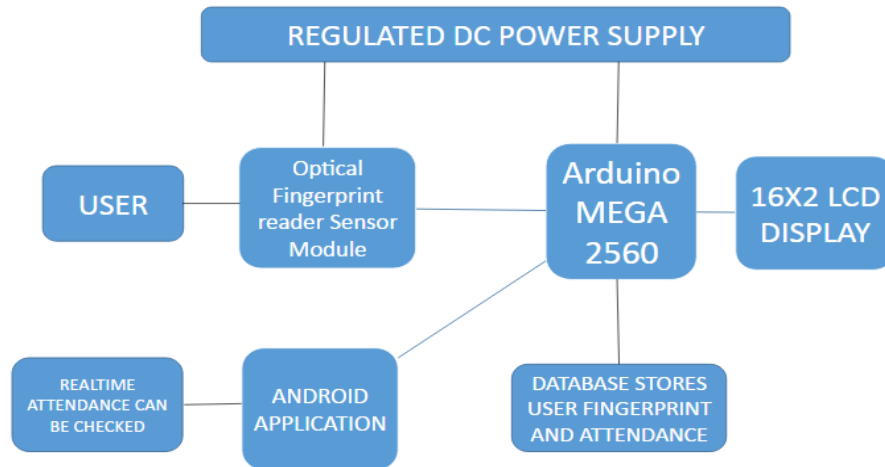 REGULATED DC POWER SUPPLY
USER
Optical
Fingerprint
reader Sensor
Module
Arduino
MEGA
2560
16X2 LCD
DISPLAY
REALTIME
ATTENDANCE CAN
BE CHECKED
ANDROID
APPLICATION
DATABASE STORES
USER FINGERPRINT
AND ATTENDANCE